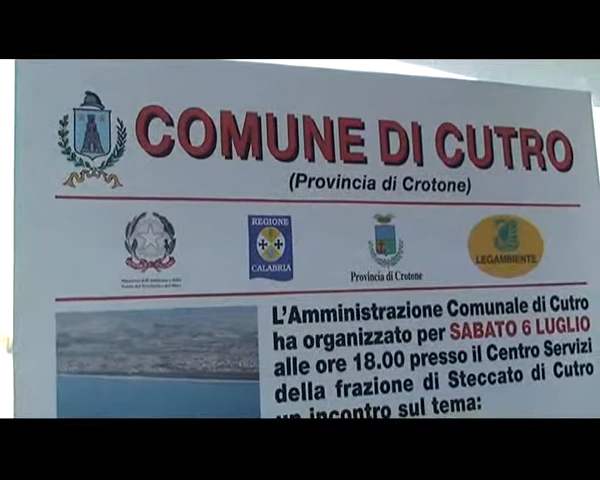 COMUNE DI CUTRO
(Provincia di Crotone)
REGIONE
CALABRIA
Provincia di Crotone
LEGAMBIENTE
L'Amministrazione Comunale di Cutro
ha organizzato per SABATO 6 LUGLIO
alle ore 18.00 presso il Centro Servizi
della frazione di Steccato di Cutro
un incontro sul tema: